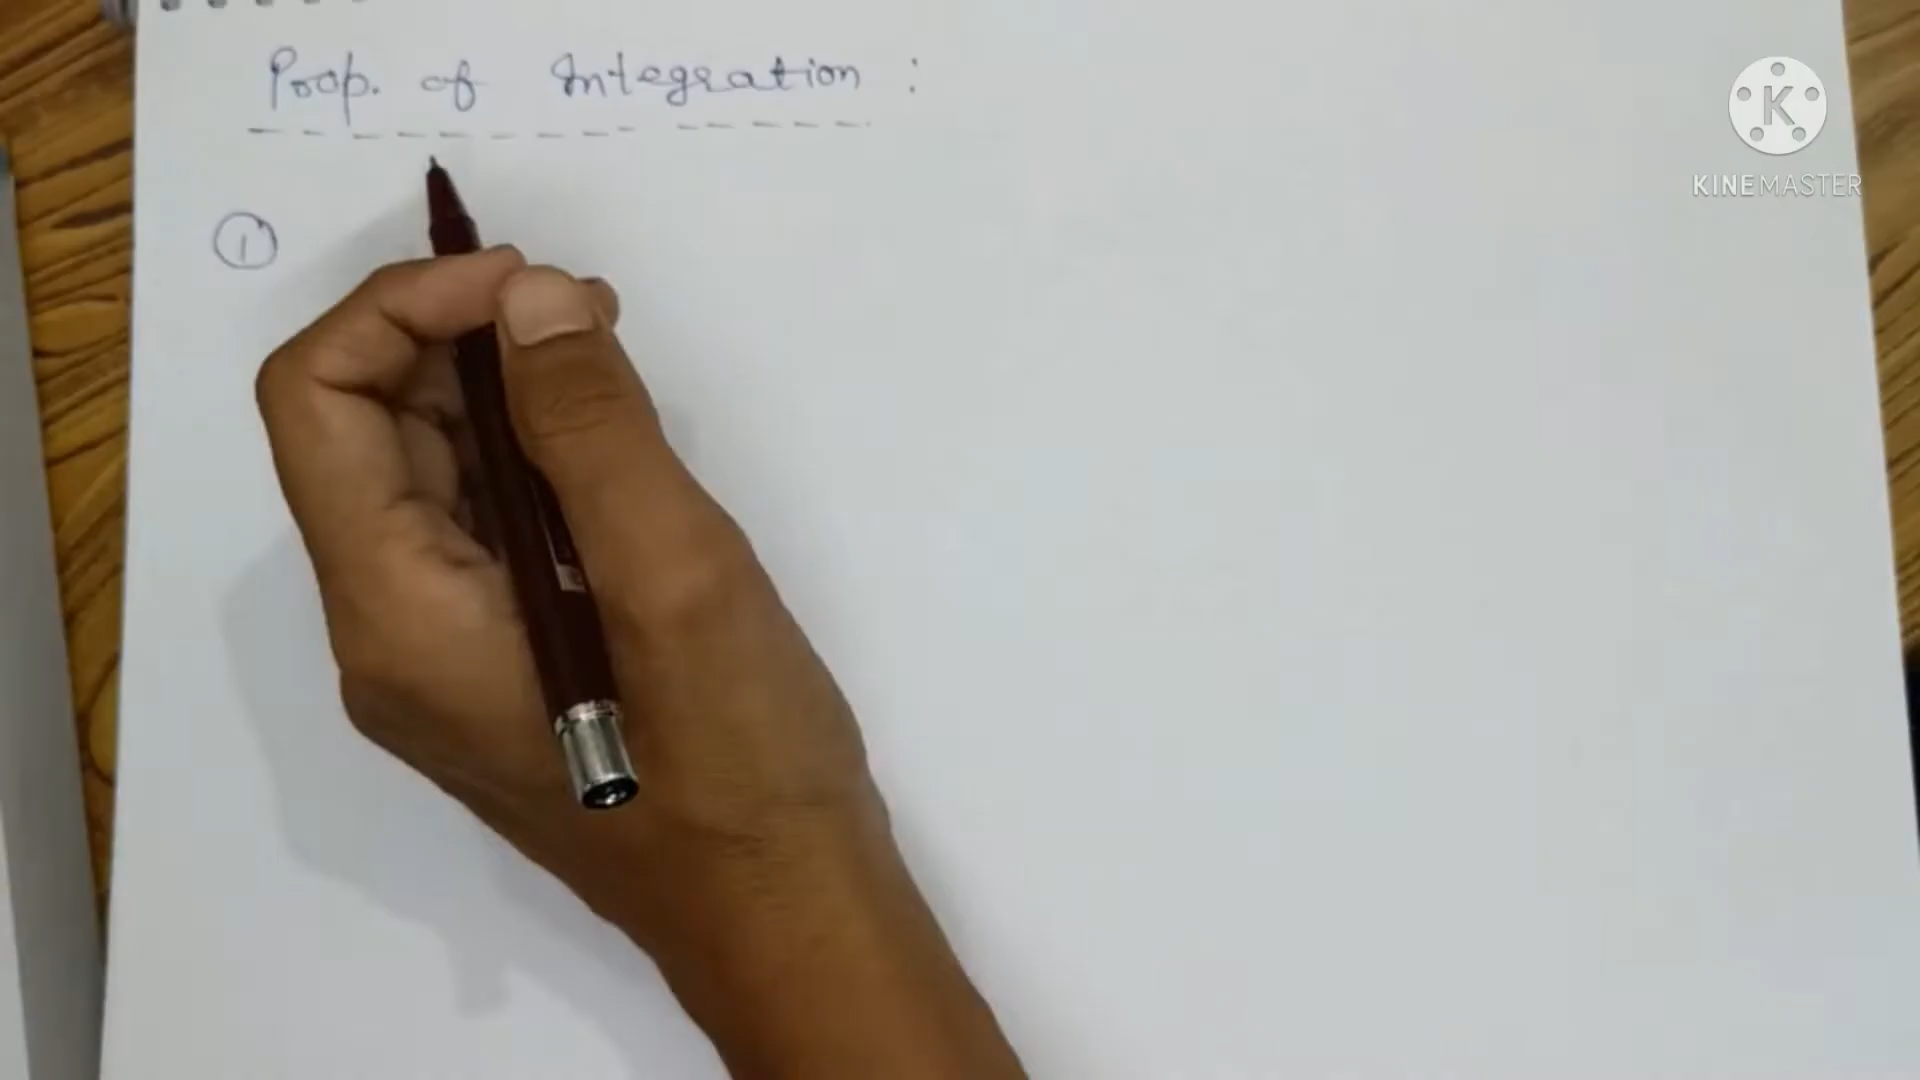 Prop. of Integration :
①
K
KINEMASTER